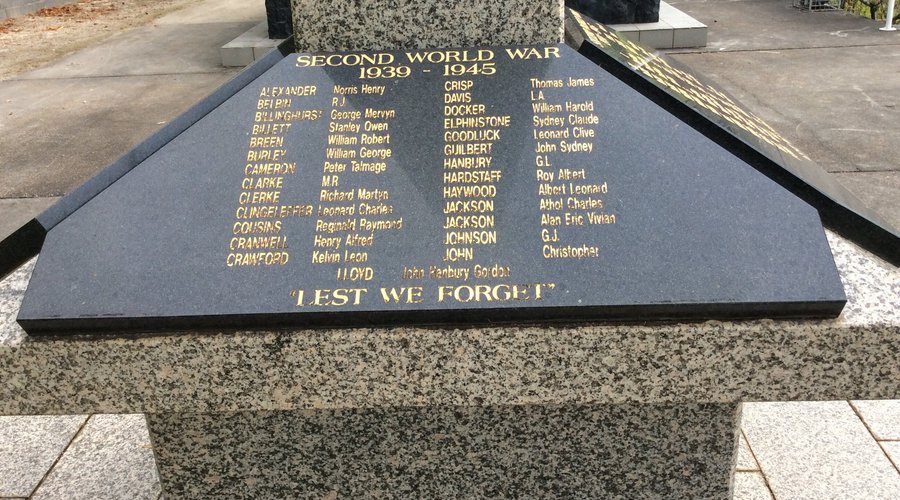 SECOND WORLD WAR
1939 - 1945
ALEXANDER Norris Henry
BELBIN R.J
BILLINGHURST George Mervyn
BILLETT Stanley Owen
BREEN William Robert
BURLEY William George
CAMERON Peter Talmage
CLARKE M.R
CLERKE Richard Martyn
CLINGELEFFER Leonard Charles
COUSINS Reginald Raymond
CRANWELL Henry Alfred
CRAWFORD Kelvin Leon
CRISP Thomas James
DAVIS L.A.
DOCKER William Harold
ELPHINSTONE Sydney Claude
GOODLUCK Leonard Clive
GUILBERT John Sydney
HANBURY G.L
HARDSTAFF Roy Albert
HAYWOOD Albert Leonard
JACKSON Athol Charles
JACKSON Alan Eric Vivian
JOHNSON G.J.
JOHN Christopher
LLOYD John Hanbury Gordon
"LEST WE FORGET"